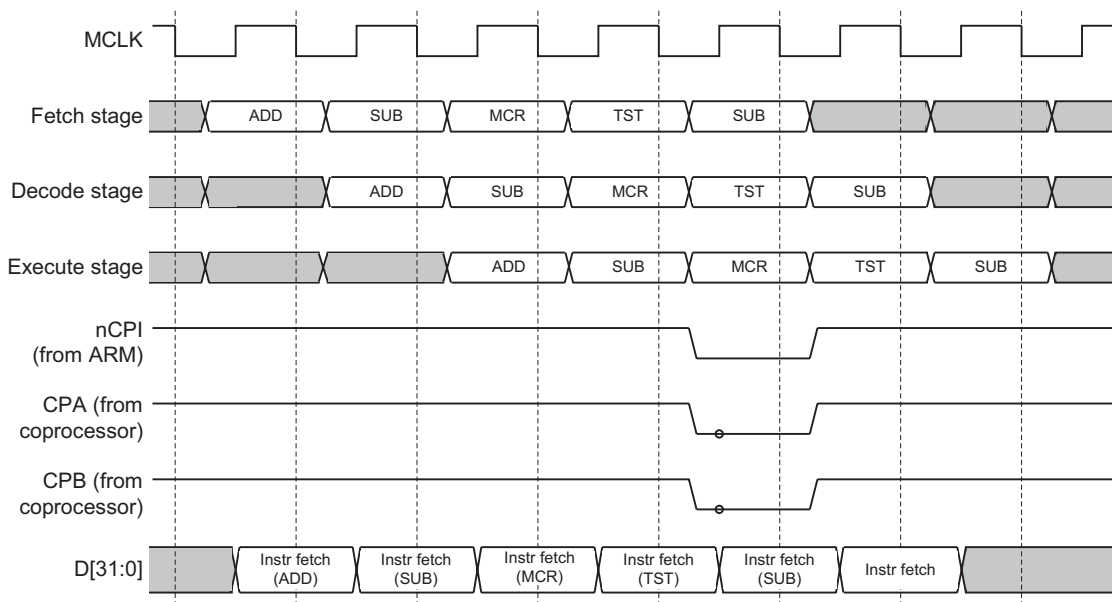 MCLK
Fetch stage ADD SUB MCR TST SUB
Decode stage ADD SUB MCR TST SUB
Execute stage ADD SUB MCR TST SUB
nCPI
(from ARM)
CPA (from
coprocessor)
CPB (from
coprocessor)
D[31:0] Instr fetch (ADD) Instr fetch (SUB) Instr fetch (MCR) Instr fetch (TST) Instr fetch (SUB) Instr fetch